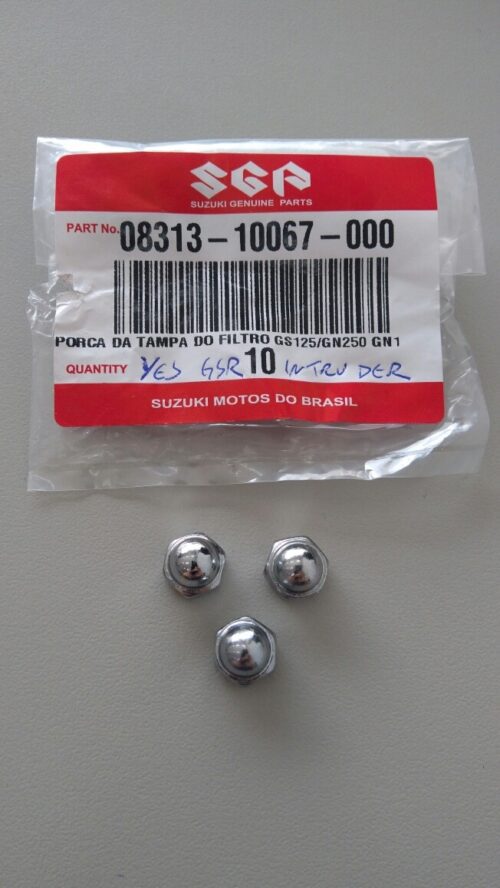 SGP
SUZUKI GENUINE PARTS
PART No. 08313-10067-000
PORCA DA TAMPA DO FILTRO GS125/GN250 GN1
QUANTITY YES GSR 10 INTRUDER
SUZUKI MOTOS DO BRASIL